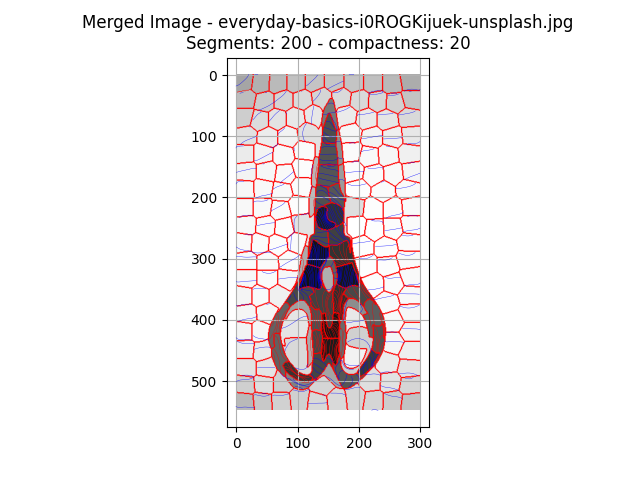 Merged Image - everyday-basics-i0ROGKijuek-unsplash.jpg
Segments: 200 - compactness: 20
0
100
200
300
400
500
0 100 200 300